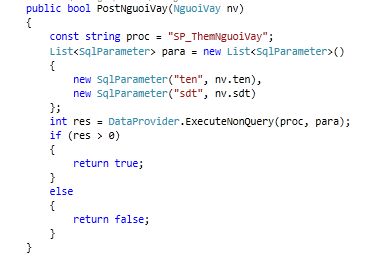 public bool PostNguoiVay(NguoiVay nv)
{
const string proc = "SP_ThemNguoiVay";
List<SqlParameter> para = new List<SqlParameter>()
{
new SqlParameter("ten", nv.ten),
new SqlParameter("sdt", nv.sdt)
};
int res = DataProvider.ExecuteNonQuery(proc, para);
if (res > 0)
{
return true;
}
else
{
return false;
}
}